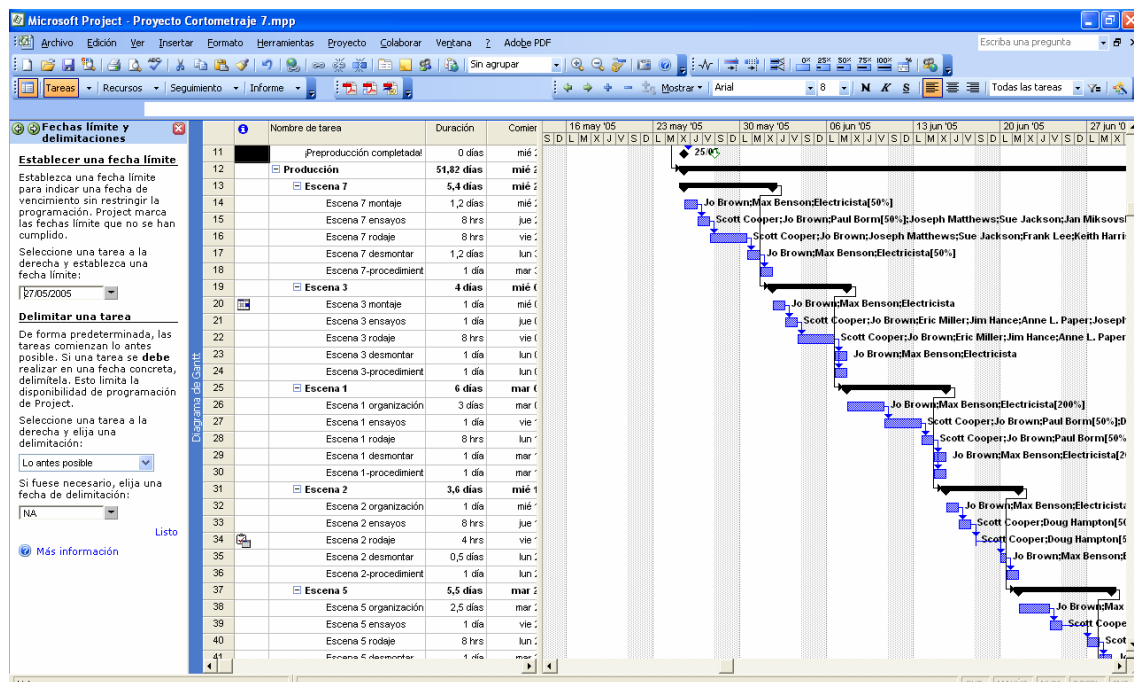 Microsoft Project - Proyecto Cortometraje 7.mpp
Archivo Edición Ver Insertar Formato Herramientas Proyecto Colaborar Ventana ? Adobe PDF Escriba una pregunta
Sin agrupar 0% 25% 50% 75% 100%
Tareas Recursos Seguimiento Informe Mostrar Arial 8 N K S Todas las tareas
Fechas límite y delimitaciones
Establecer una fecha límite
Establezca una fecha límite
para indicar una fecha de
vencimiento sin restringir la
programación. Project marca
las fechas límite que no se han
cumplido.
Seleccione una tarea a la
derecha y establezca una
fecha límite:
27/05/2005
Delimitar una tarea
De forma predeterminada, las
tareas comienzan lo antes
posible. Si una tarea se debe
realizar en una fecha concreta,
delimítela. Esto limita la
disponibilidad de programación
de Project.
Seleccione una tarea a la
derecha y elija una
delimitación:
Lo antes posible
Si fuese necesario, elija una
fecha de delimitación:
NA
Listo
Más información
Diagrama de Gantt
Nombre de tarea Duración Comier
16 may '05 23 may '05 30 may '05 06 jun '05 13 jun '05 20 jun '05 27 jun '0
S D L M X J V S D L M X J V S D L M X J V S D L M X J V S D L M X J V S D L M X J V S D L M X
11 ¡Preproducción completada! 0 días mié 25/05
12 Producción 51,82 días mié 2
13 Escena 7 5,4 días mié 2
14 Escena 7 montaje 1,2 días mié Jo Brown;Max Benson;Electricista[50%]
15 Escena 7 ensayos 8 hrs jue Scott Cooper;Jo Brown;Paul Borm[50%];Joseph Matthews;Sue Jackson;Jan Miksovs
16 Escena 7 rodaje 8 hrs vie Scott Cooper;Jo Brown;Joseph Matthews;Sue Jackson;Frank Lee;Keith Harri
17 Escena 7 desmontar 1,2 días lun Jo Brown;Max Benson;Electricista[50%]
18 Escena 7-procedimient 1 día mar
19 Escena 3 4 días mié
20 Escena 3 montaje 1 día mié Jo Brown;Max Benson;Electricista
21 Escena 3 ensayos 1 día jue Scott Cooper;Jo Brown;Eric Miller;Jim Hance;Anne L. Paper;Joseph
22 Escena 3 rodaje 8 hrs vie Scott Cooper;Jo Brown;Eric Miller;Jim Hance;Anne L. Paper
23 Escena 3 desmontar 1 día lun Jo Brown;Max Benson;Electricista
24 Escena 3-procedimient 1 día lun
25 Escena 1 6 días mar
26 Escena 1 organización 3 días mar Jo Brown;Max Benson;Electricista[200%]
27 Escena 1 ensayos 1 día vie Scott Cooper;Jo Brown;Paul Borm[50%];D
28 Escena 1 rodaje 8 hrs lun Scott Cooper;Jo Brown;Paul Borm[50%
29 Escena 1 desmontar 1 día mar Jo Brown;Max Benson;Electricista[2
30 Escena 1-procedimient 1 día mar
31 Escena 2 3,6 días mié 1
32 Escena 2 organización 1 día mié Jo Brown;Max Benson;Electricista
33 Escena 2 ensayos 8 hrs jue Scott Cooper;Doug Hampton[5
34 Escena 2 rodaje 4 hrs vie Scott Cooper;Doug Hampton[5
35 Escena 2 desmontar 0,5 días lun Jo Brown;Max Benson;E
36 Escena 2-procedimient 1 día lun
37 Escena 5 5,5 días mar 2
38 Escena 5 organización 2,5 días mar Jo Brown;Max
39 Escena 5 ensayos 1 día vie Scott Coope
40 Escena 5 rodaje 8 hrs lun Scot
41 Escena 5 desmontar 1 día mar